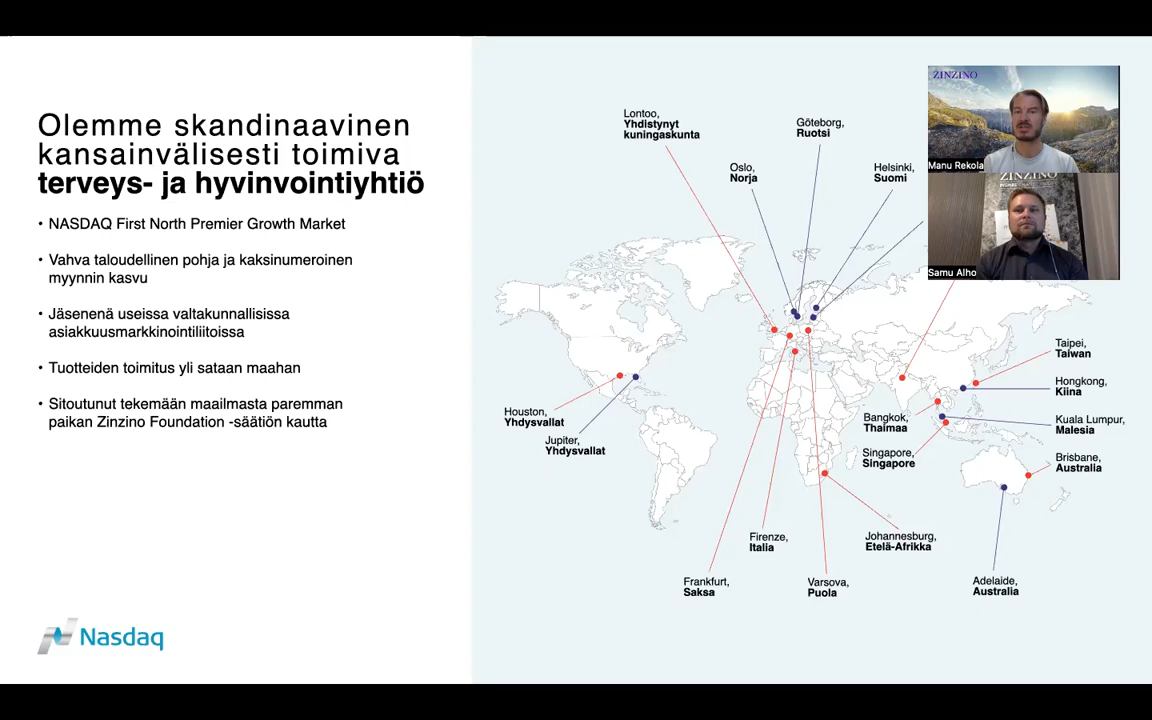 Olemme skandinaavinen
kansainvälisesti toimiva
terveys- ja hyvinvointiyhtiö
• NASDAQ First North Premier Growth Market
• Vahva taloudellinen pohja ja kaksinumeroinen
myynnin kasvu
• Jäsenenä useissa valtakunnallisissa
asiakkuusmarkkinointiliitoissa
• Tuotteiden toimitus yli sataan maahan
• Sitoutunut tekemään maailmasta paremman
paikan Zinzino Foundation -säätiön kautta
Nasdaq
Lontoo,
Yhdistynyt
kuningaskunta
Göteborg,
Ruotsi
Oslo,
Norja
Helsinki,
Suomi
ZINZINO
Manu Rekola
ZINZINO
Samu Alho
Taipei,
Taiwan
Hongkong,
Kiina
Kuala Lumpur,
Malesia
Brisbane,
Australia
Bangkok,
Thaimaa
Singapore,
Singapore
Houston,
Yhdysvallat
Jupiter,
Yhdysvallat
Firenze,
Italia
Johannesburg,
Etelä-Afrikka
Frankfurt,
Saksa
Varsova,
Puola
Adelaide,
Australia